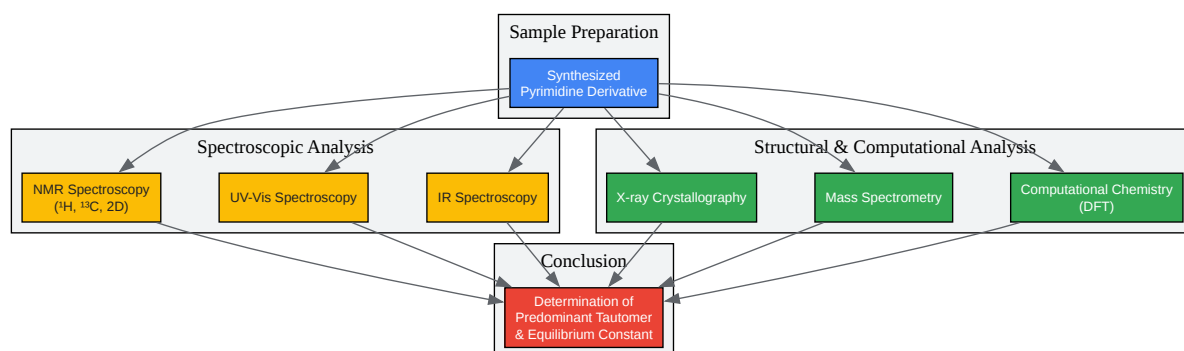 Sample Preparation
Synthesized
Pyrimidine Derivative
Spectroscopic Analysis
Structural & Computational Analysis
NMR Spectroscopy
(¹H, ¹³C, 2D)
UV-Vis Spectroscopy
IR Spectroscopy
X-ray Crystallography
Mass Spectrometry
Computational Chemistry
(DFT)
Conclusion
Determination of
Predominant Tautomer
& Equilibrium Constant